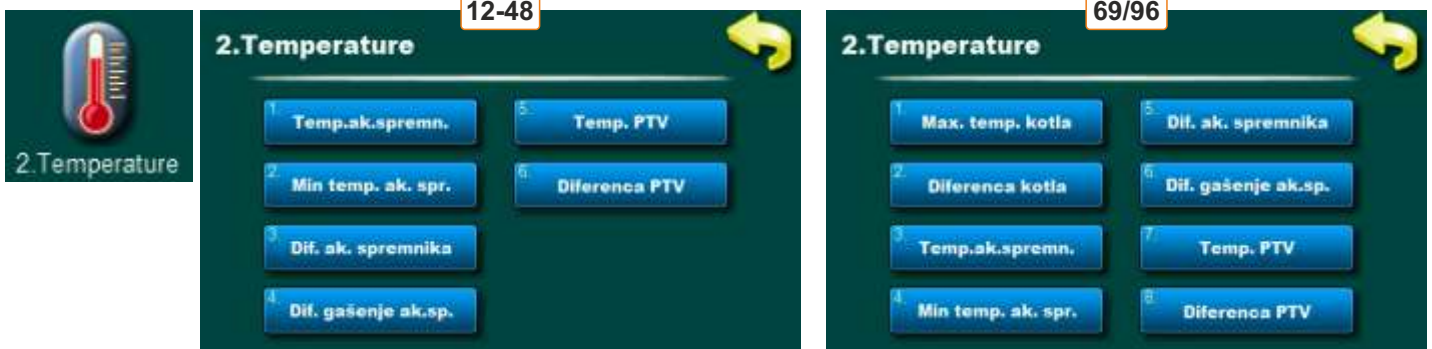 2.Temperature
12-48
2.Temperature
1. Temp.ak.spremn.
2. Min temp. ak. spr.
3. Dif. ak. spremnika
4. Dif. gašenje ak.sp.
5. Temp. PTV
6. Diferenca PTV
69/96
2.Temperature
1. Max. temp. kotla
2. Diferenca kotla
3. Temp.ak.spremn.
4. Min temp. ak. spr.
5. Dif. ak. spremnika
6. Dif. gašenje ak.sp.
7. Temp. PTV
8. Diferenca PTV